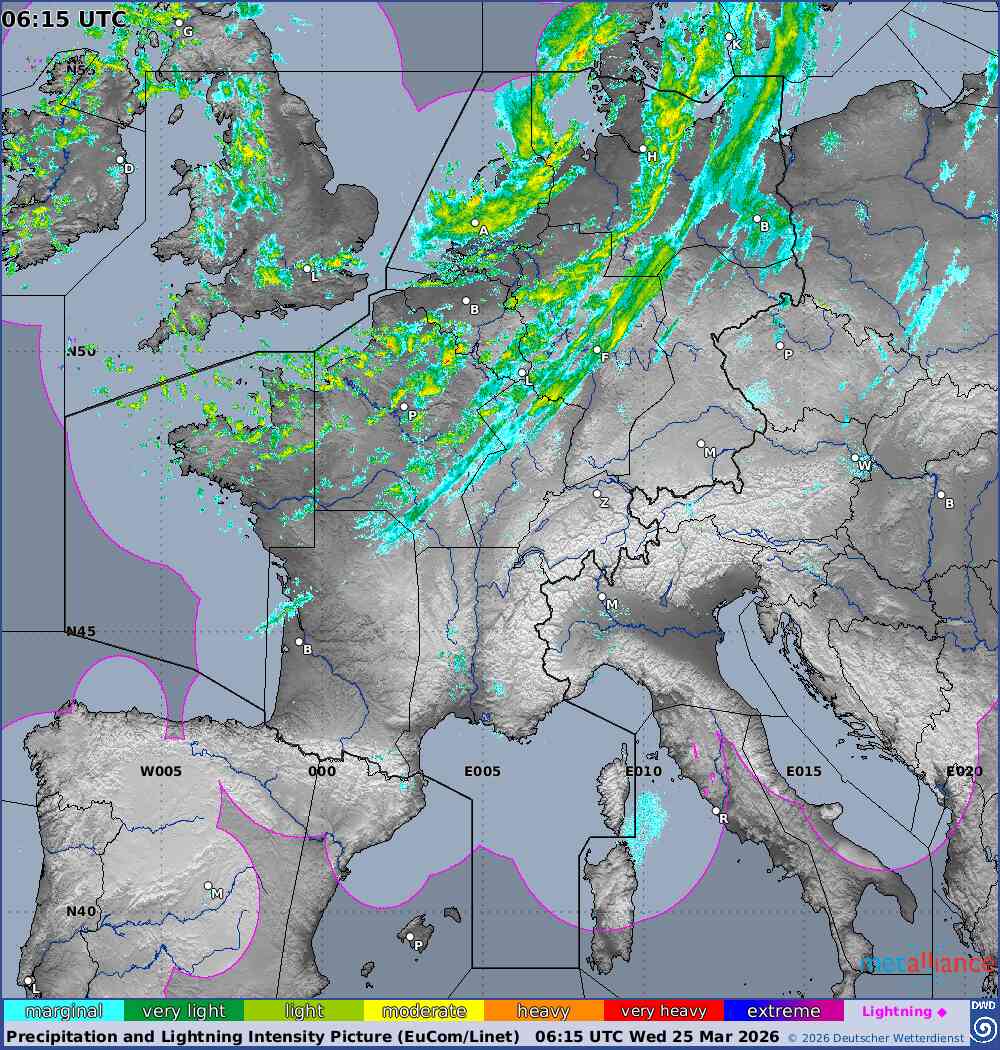 06:15 UTC
G
K
N55
H
D
A
B
L
B
N50
F
P
L
P
M
W
Z
B
M
N45
B
W005
000
E005
E010
E015
E020
R
M
N40
P
L
metalliance
marginal
very light
light
moderate
heavy
very heavy
extreme
Lightning ◆
DWD
Precipitation and Lightning Intensity Picture (EuCom/Linet) 06:15 UTC Wed 25 Mar 2026 © 2026 Deutscher Wetterdienst